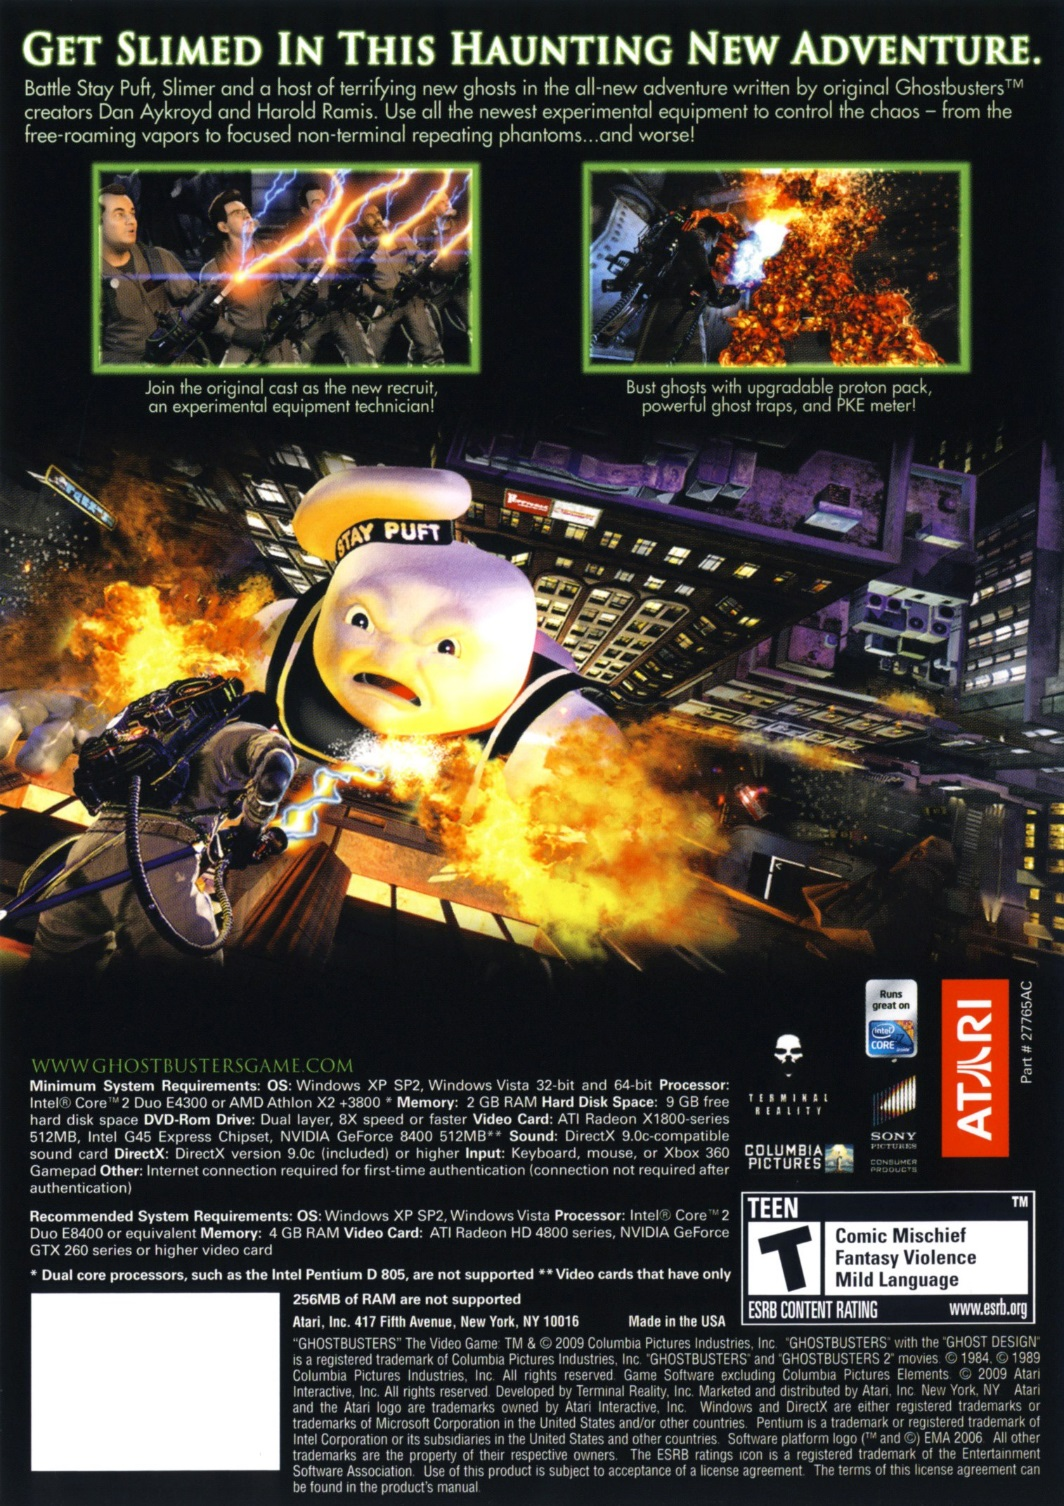 GET SLIMED IN THIS HAUNTING NEW ADVENTURE.
Battle Stay Puft, Slimer and a host of terrifying new ghosts in the all-new adventure written by original Ghostbusters™
creators Dan Aykroyd and Harold Ramis. Use all the newest experimental equipment to control the chaos – from the
free-roaming vapors to focused non-terminal repeating phantoms...and worse!
Join the original cast as the new recruit,
an experimental equipment technician!
Bust ghosts with upgradable proton pack,
powerful ghost traps, and PKE meter!
STAY PUFT
Runs
great on
intel
CORE
ATARI
Part # 27765AC
WWW.GHOSTBUSTERSGAME.COM
Minimum System Requirements: OS: Windows XP SP2, Windows Vista 32-bit and 64-bit Processor:
Intel® Core™2 Duo E4300 or AMD Athlon X2 +3800 * Memory: 2 GB RAM Hard Disk Space: 9 GB free
hard disk space DVD-Rom Drive: Dual layer, 8X speed or faster Video Card: ATI Radeon X1800-series
512MB, Intel G45 Express Chipset, NVIDIA GeForce 8400 512MB** Sound: DirectX 9.0c-compatible
sound card DirectX: DirectX version 9.0c (included) or higher Input: Keyboard, mouse, or Xbox 360
Gamepad Other: Internet connection required for first-time authentication (connection not required after
authentication)
TERMINAL
REALITY
COLUMBIA
PICTURES
SONY
PICTURES
CONSUMER
PRODUCTS
Recommended System Requirements: OS: Windows XP SP2, Windows Vista Processor: Intel® Core™2
Duo E8400 or equivalent Memory: 4 GB RAM Video Card: ATI Radeon HD 4800 series, NVIDIA GeForce
GTX 260 series or higher video card
* Dual core processors, such as the Intel Pentium D 805, are not supported ** Video cards that have only
256MB of RAM are not supported
TEEN ™
T
Comic Mischief
Fantasy Violence
Mild Language
ESRB CONTENT RATING www.esrb.org
Atari, Inc. 417 Fifth Avenue, New York, NY 10016 Made in the USA
"GHOSTBUSTERS" The Video Game: TM & © 2009 Columbia Pictures Industries, Inc. "GHOSTBUSTERS" with the "GHOST DESIGN"
is a registered trademark of Columbia Pictures Industries, Inc. "GHOSTBUSTERS" and "GHOSTBUSTERS 2" movies. © 1984, © 1989
Columbia Pictures Industries, Inc. All rights reserved. Game Software excluding Columbia Pictures Elements. © 2009 Atari
Interactive, Inc. All rights reserved. Developed by Terminal Reality, Inc. Marketed and distributed by Atari, Inc. New York, NY. Atari
and the Atari logo are trademarks owned by Atari Interactive, Inc. Windows and DirectX are either registered trademarks or
trademarks of Microsoft Corporation in the United States and/or other countries. Pentium is a trademark or registered trademark of
Intel Corporation or its subsidiaries in the United States and other countries. Software platform logo (™ and ©) EMA 2006. All other
trademarks are the property of their respective owners. The ESRB ratings icon is a registered trademark of the Entertainment
Software Association. Use of this product is subject to acceptance of a license agreement. The terms of this license agreement can
be found in the product's manual.